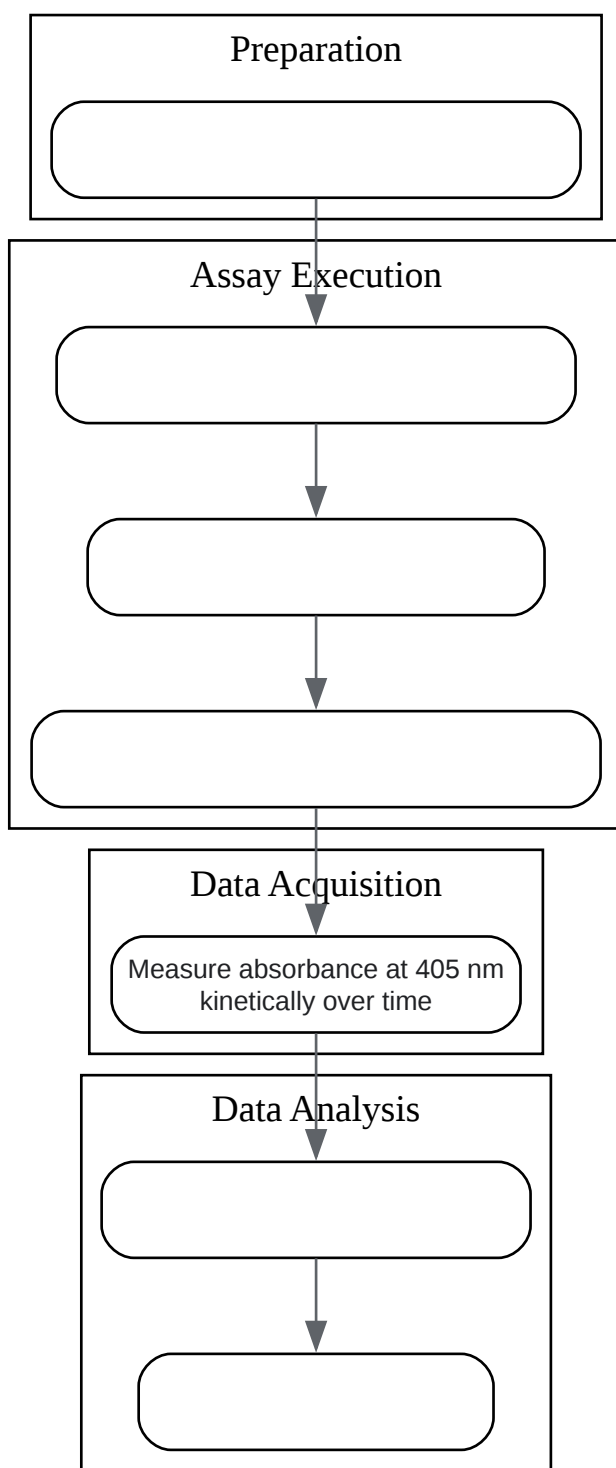 Preparation
Assay Execution
Data Acquisition
Measure absorbance at 405 nm
kinetically over time
Data Analysis